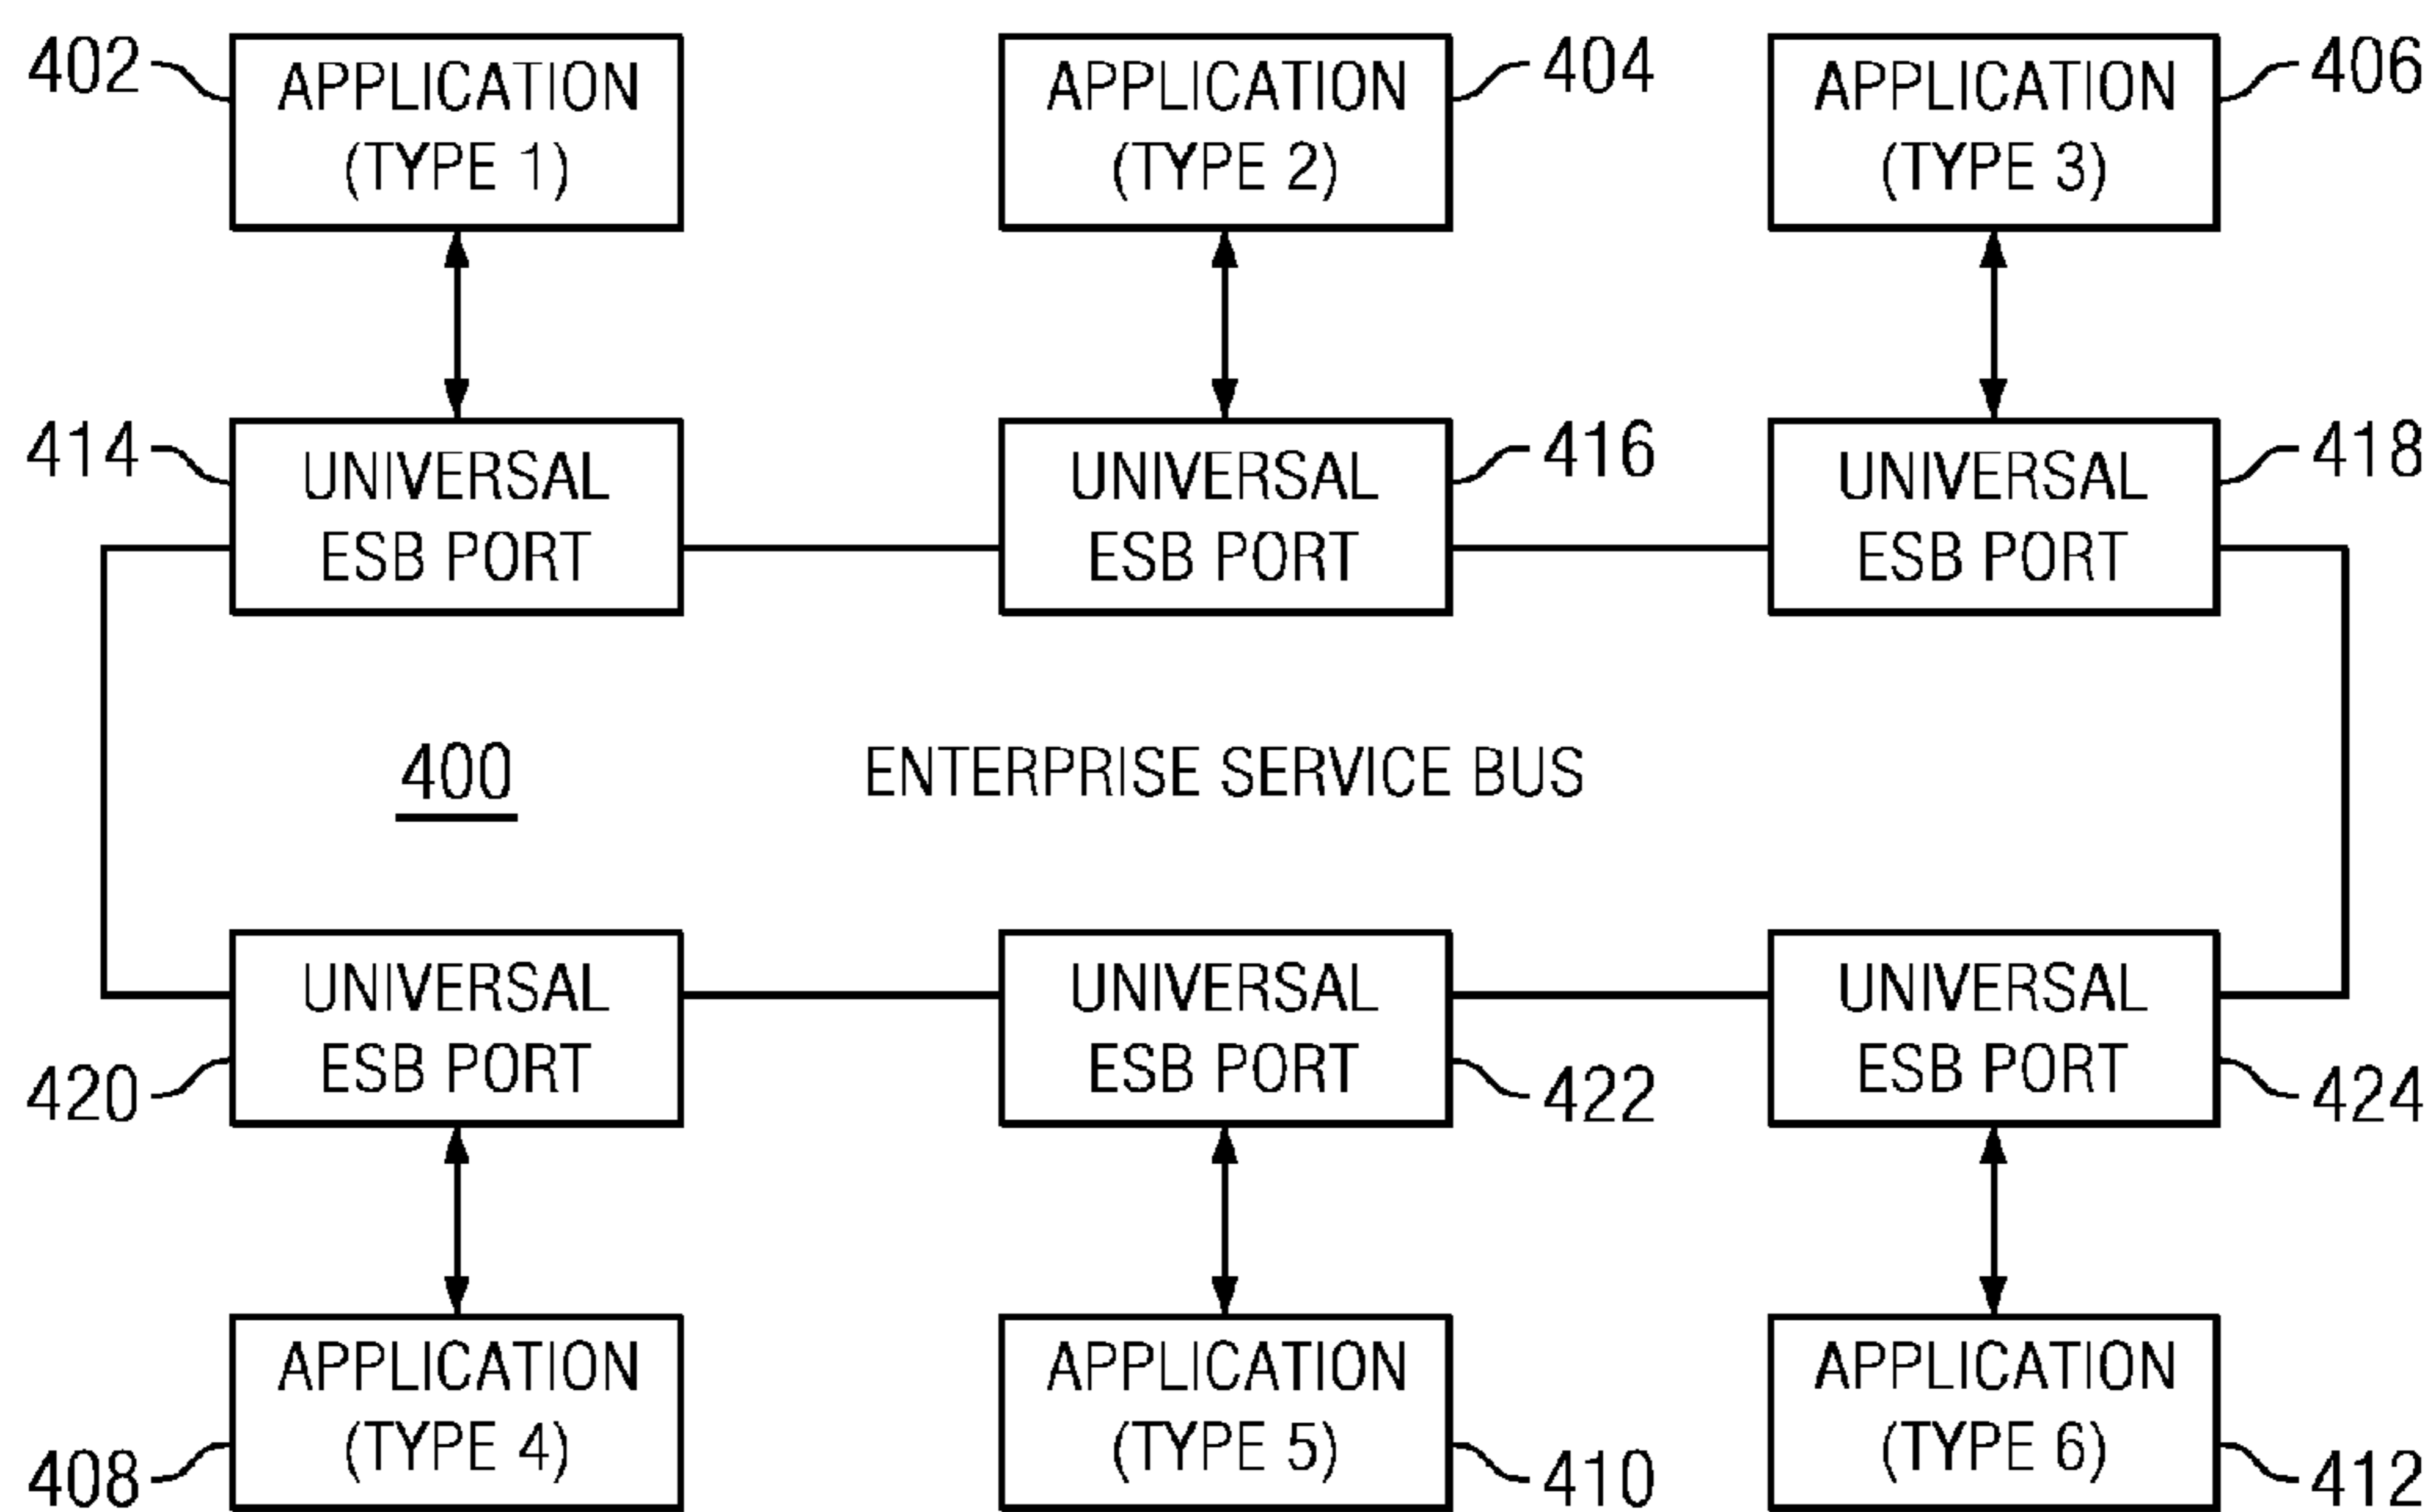 402
APPLICATION
(TYPE 1)
APPLICATION
(TYPE 2)
404
APPLICATION
(TYPE 3)
406
414
UNIVERSAL
ESB PORT
UNIVERSAL
ESB PORT
416
UNIVERSAL
ESB PORT
418
400
ENTERPRISE SERVICE BUS
UNIVERSAL
ESB PORT
420
UNIVERSAL
ESB PORT
422
UNIVERSAL
ESB PORT
424
APPLICATION
(TYPE 4)
408
APPLICATION
(TYPE 5)
410
APPLICATION
(TYPE 6)
412